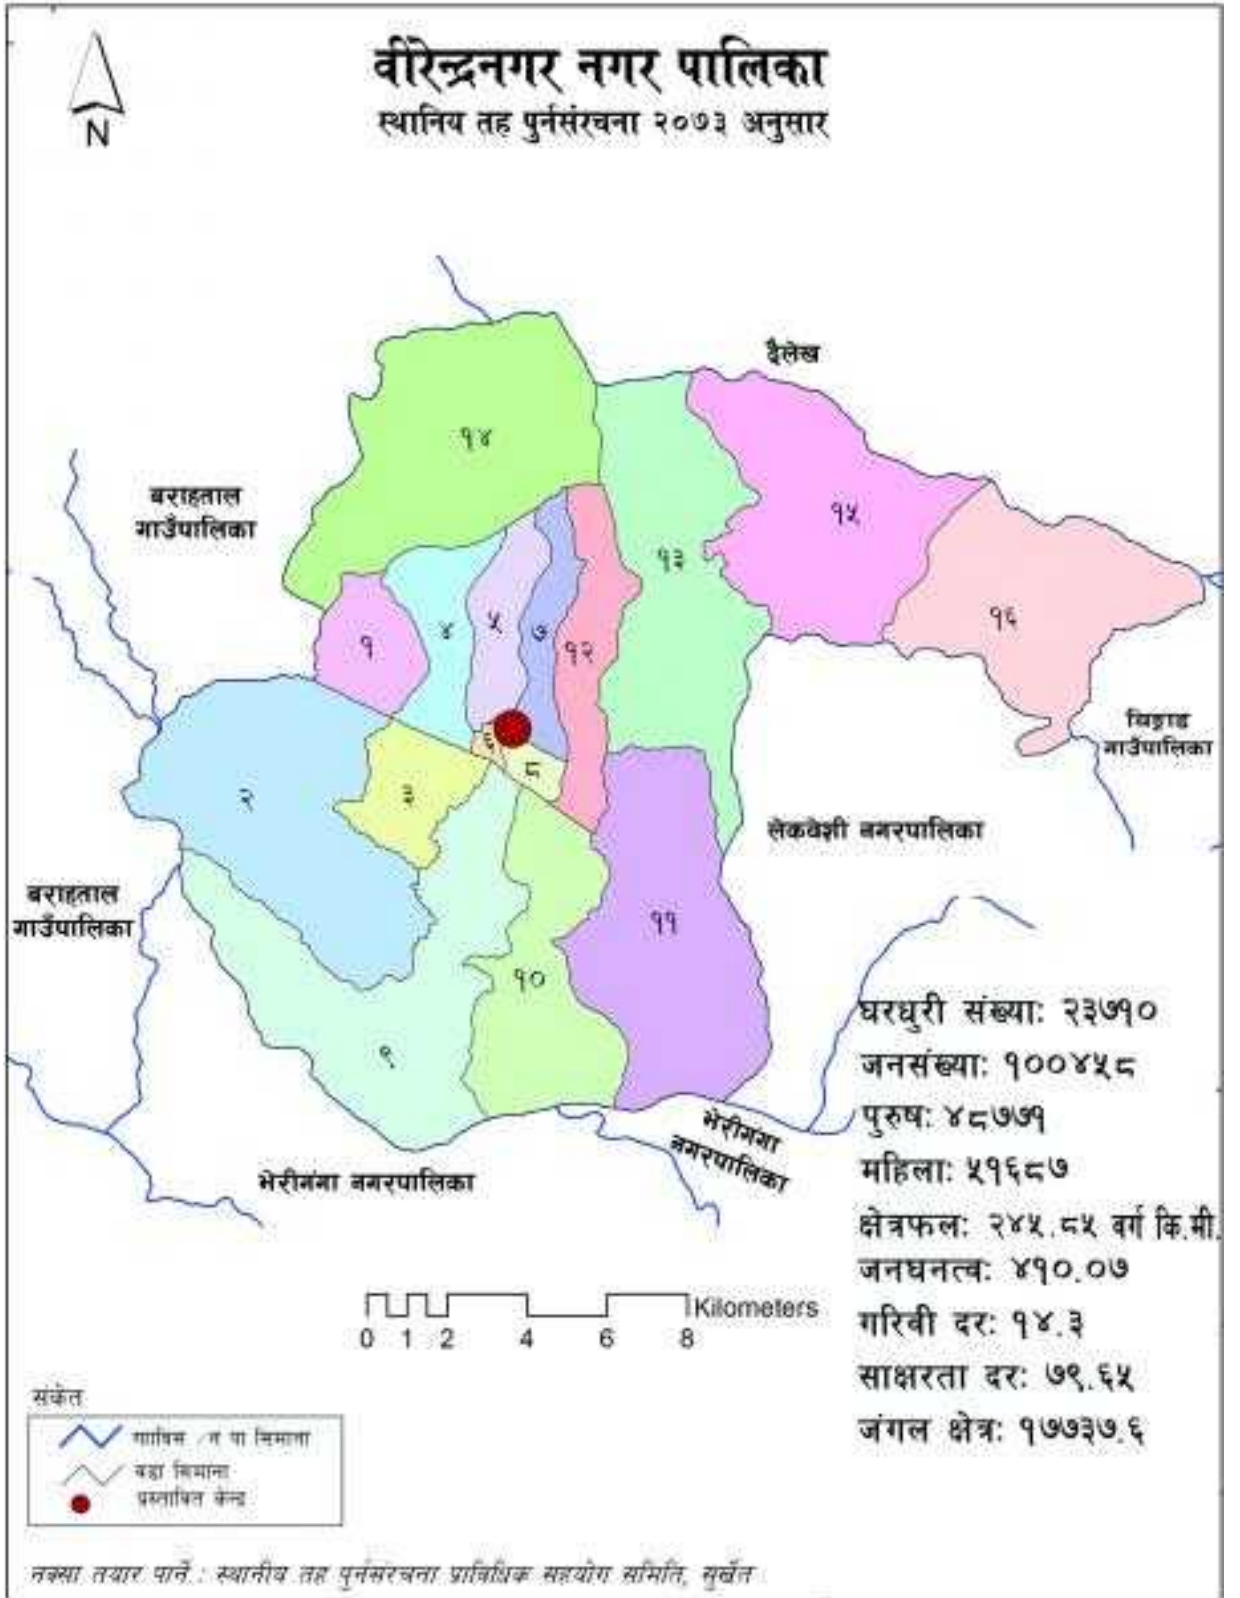 वीरेन्द्रनगर नगर पालिका
स्थानिय तह पुर्नसंरचना २०७३ अनुसार
N
दैलेख
१४
बराहताल
गाउँपालिका
१५
१३
१६
५
४
७
१२
१
चिङ्गाड
गाउँपालिका
६
८
२
३
लेकवेशी नगरपालिका
बराहताल
गाउँपालिका
११
१०
९
घरधुरी संख्या: २३७१०
जनसंख्या: १००४५८
पुरुष: ४८७७१
महिला: ५१६८७
क्षेत्रफल: २४५.८५ वर्ग कि.मी.
जनघनत्व: ४१०.०७
गरिवी दर: १४.३
साक्षरता दर: ७९.६५
जंगल क्षेत्र: १७७३७.६
भेरीगंगा
नगरपालिका
भेरीगंगा नगरपालिका
Kilometers
0 1 2 4 6 8
संकेत
गाविस /न पा सिमाना
वडा सिमाना
प्रस्तावित केन्द्र
नक्सा तयार पार्ने : स्थानीय तह पुर्नसंरचना प्राविधिक सहयोग समिति, सुर्खेत